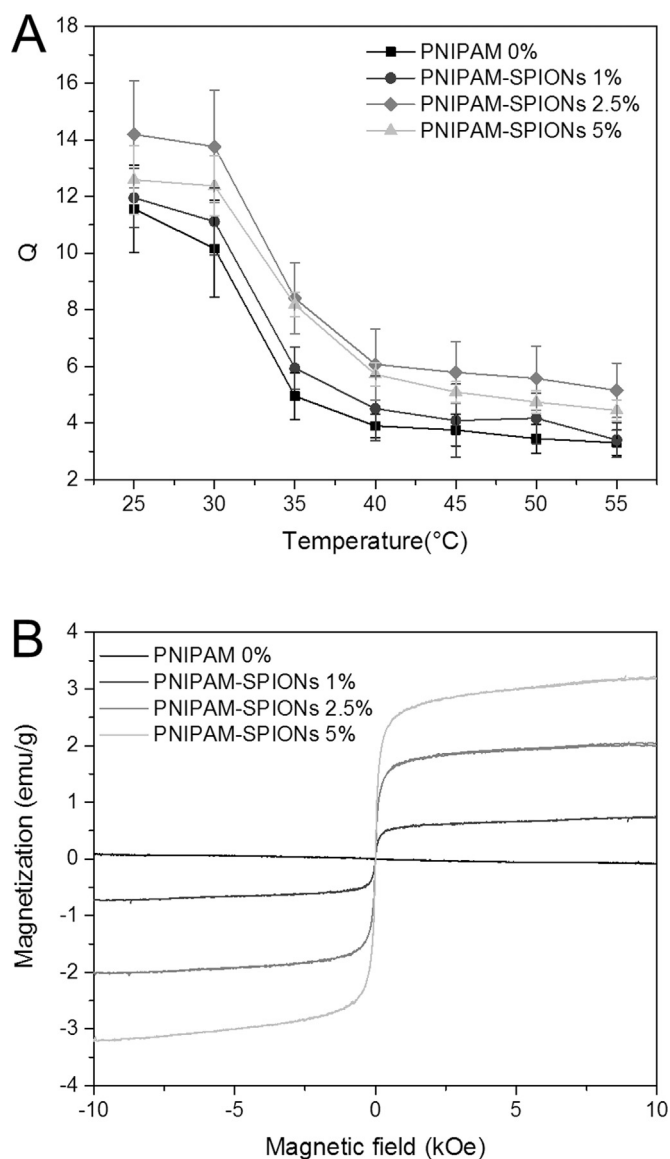 A
18
16
14
12
10
8
6
4
2
Q
PNIPAM 0%
PNIPAM-SPIONs 1%
PNIPAM-SPIONs 2.5%
PNIPAM-SPIONs 5%
25 30 35 40 45 50 55
Temperature(°C)
B
4
3
2
1
0
-1
-2
-3
-4
Magnetization (emu/g)
PNIPAM 0%
PNIPAM-SPIONs 1%
PNIPAM-SPIONs 2.5%
PNIPAM-SPIONs 5%
-10 -5 0 5 10
Magnetic field (kOe)